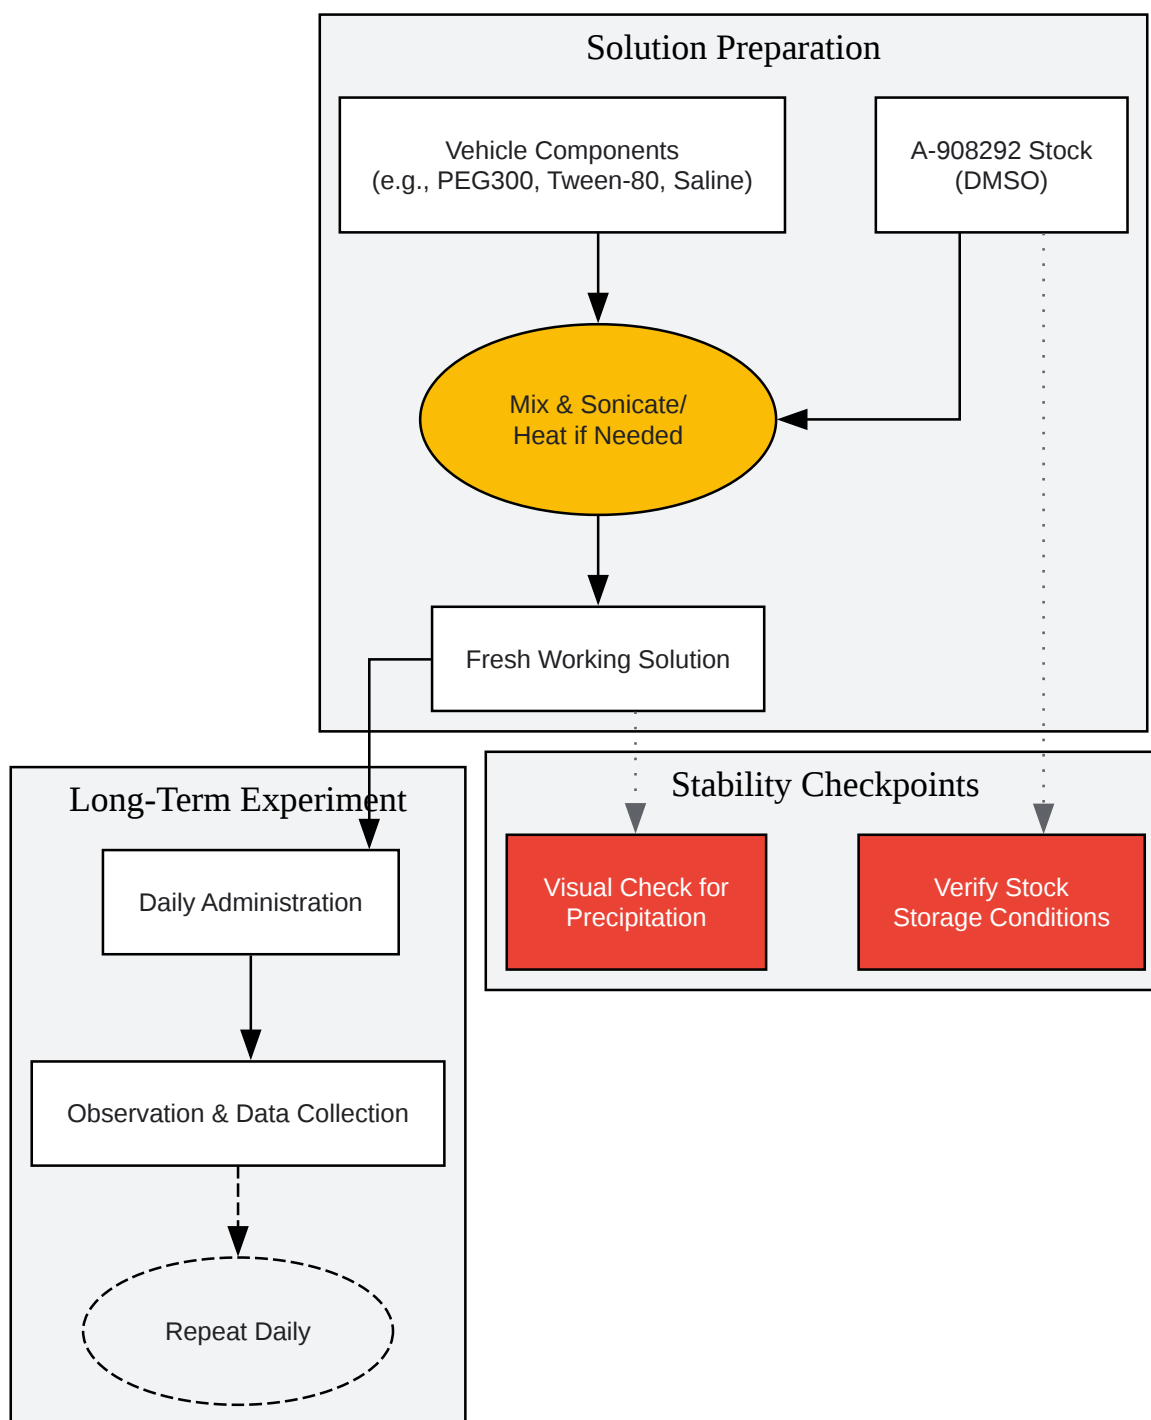 Solution Preparation
Vehicle Components
(e.g., PEG300, Tween-80, Saline)
A-908292 Stock
(DMSO)
Mix & Sonicate/
Heat if Needed
Fresh Working Solution
Long-Term Experiment
Daily Administration
Observation & Data Collection
Repeat Daily
Stability Checkpoints
Visual Check for
Precipitation
Verify Stock
Storage Conditions